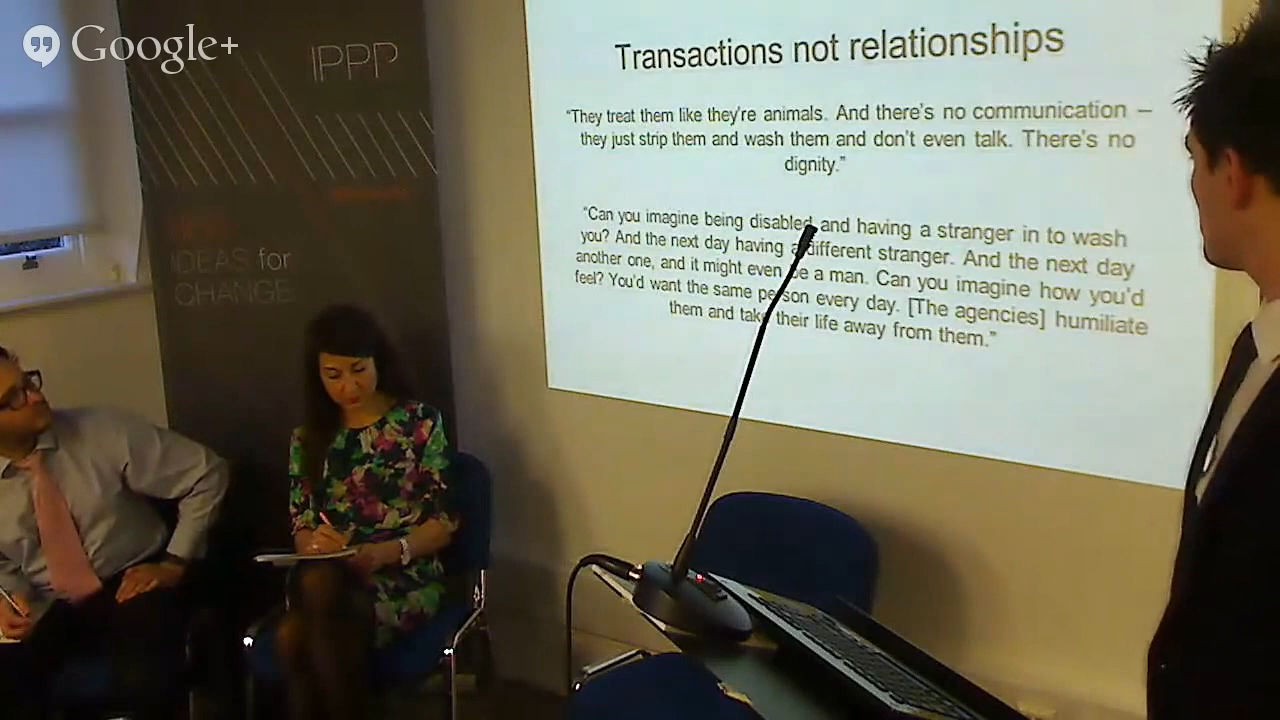 Google+
IPPR
IDEAS for
CHANGE
Transactions not relationships
“They treat them like they’re animals. And there’s no communication –
they just strip them and wash them and don’t even talk. There’s no
dignity.”
“Can you imagine being disabled and having a stranger in to wash
you? And the next day having a different stranger. And the next day
another one, and it might even be a man. Can you imagine how you’d
feel? You’d want the same person every day. [The agencies] humiliate
them and take their life away from them.”